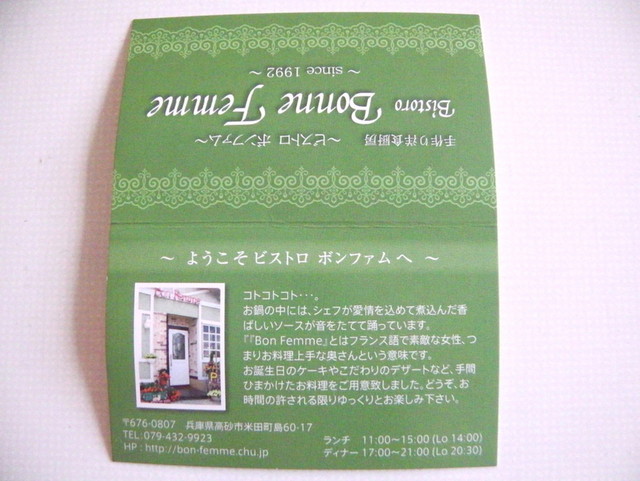 手作り洋食厨房 ～ビストロ ボンファム～
Bistoro Bonne Femme
～ since 1992 ～
～ ようこそ ビストロ ボンファム へ ～
コトコトコト･･･。
お鍋の中には、シェフが愛情を込めて煮込んだ香
ばしいソースが音をたてて踊っています。
『「Bon Femme」とはフランス語で素敵な女性、つ
まりお料理上手な奥さんという意味です。
お誕生日のケーキやこだわりのデザートなど、手間
ひまかけたお料理をご用意致しました。どうぞ、お
時間の許される限りゆっくりとお楽しみ下さい。
〒676-0807 兵庫県高砂市米田町島60-17
TEL:079-432-9923
HP : http://bon-femme.chu.jp
ランチ 11:00～15:00 (Lo 14:00)
ディナー 17:00～21:00 (Lo 20:30)